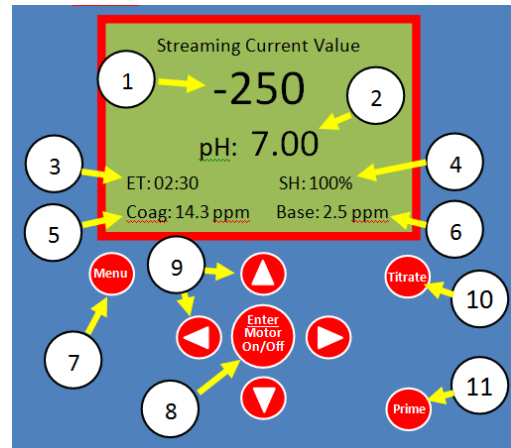 Streaming Current Value
1
-250
2
pH: 7.00
3
4
ET: 02:30 SH: 100%
Coag: 14.3 ppm Base: 2.5 ppm
5
6
Menu
9
Titrate
10
Enter
Motor
On/Off
7
8
Prime
11